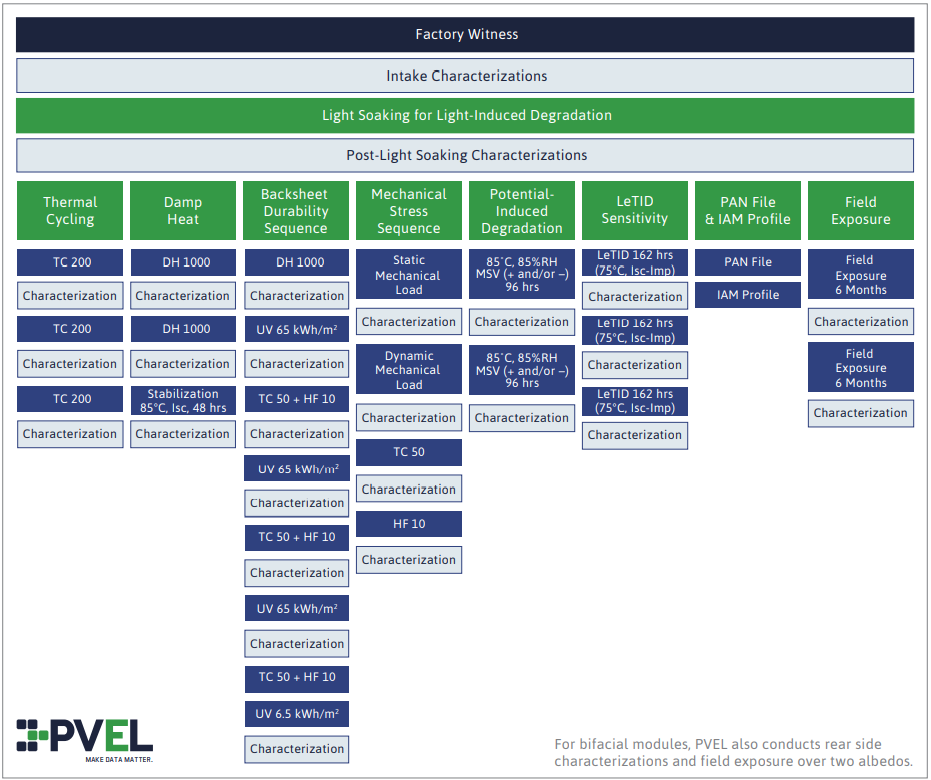 Factory Witness
Intake Characterizations
Light Soaking for Light-Induced Degradation
Post-Light Soaking Characterizations
Thermal
Cycling
TC 200
Characterization
TC 200
Characterization
TC 200
Characterization
Damp
Heat
DH 1000
Characterization
DH 1000
Characterization
Stabilization
85°C, Isc, 48 hrs
Characterization
Backsheet
Durability
Sequence
DH 1000
Characterization
UV 65 kWh/m²
Characterization
TC 50 + HF 10
Characterization
UV 65 kWh/m²
Characterization
TC 50 + HF 10
Characterization
UV 65 kWh/m²
Characterization
TC 50 + HF 10
UV 6.5 kWh/m²
Characterization
Mechanical
Stress
Sequence
Static
Mechanical
Load
Characterization
Dynamic
Mechanical
Load
Characterization
TC 50
Characterization
HF 10
Characterization
Potential-
Induced
Degradation
85°C, 85%RH
MSV (+ and/or –)
96 hrs
Characterization
85°C, 85%RH
MSV (+ and/or –)
96 hrs
Characterization
LeTID
Sensitivity
LeTID 162 hrs
(75°C, Isc-Imp)
Characterization
LeTID 162 hrs
(75°C, Isc-Imp)
Characterization
LeTID 162 hrs
(75°C, Isc-Imp)
Characterization
PAN File
& IAM Profile
PAN File
IAM Profile
Field
Exposure
Field
Exposure
6 Months
Characterization
Field
Exposure
6 Months
Characterization
PVEL
MAKE DATA MATTER.
For bifacial modules, PVEL also conducts rear side
characterizations and field exposure over two albedos.